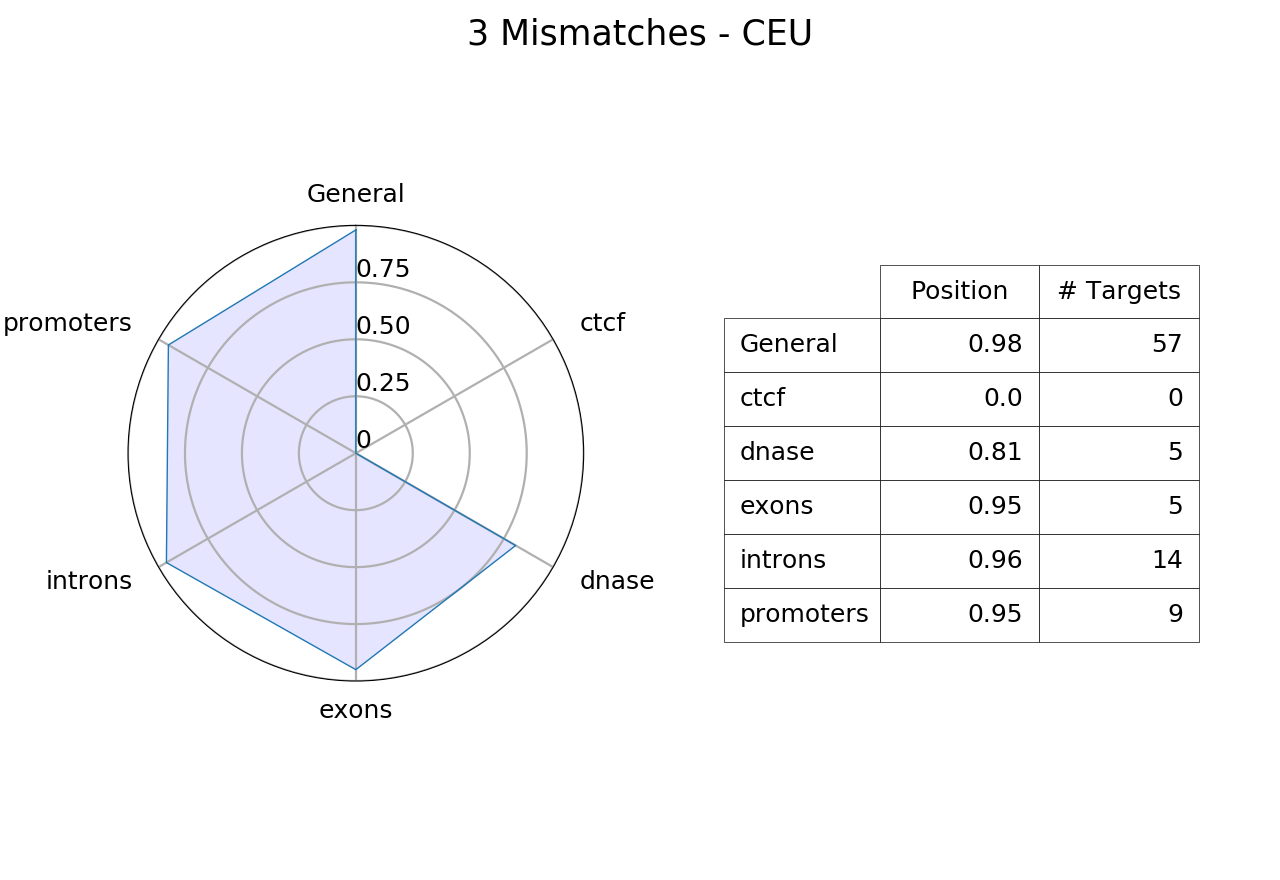 3 Mismatches - CEU
General
promoters
ctcf
0.75
0.50
0.25
0
introns
dnase
exons
Position # Targets
General 0.98 57
ctcf 0.0 0
dnase 0.81 5
exons 0.95 5
introns 0.96 14
promoters 0.95 9